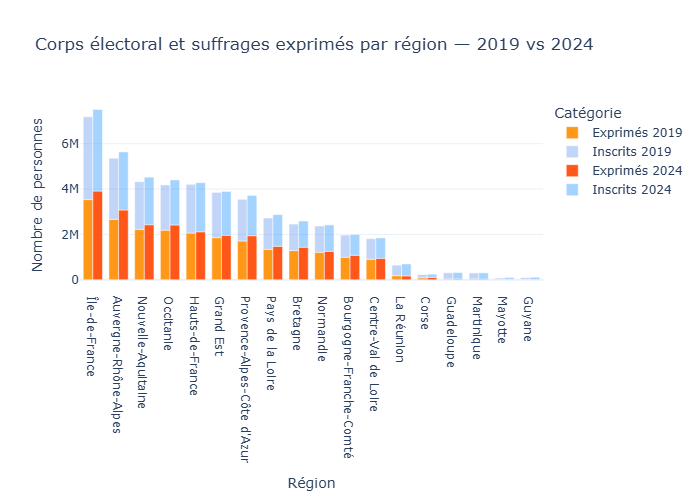 Corps électoral et suffrages exprimés par région — 2019 vs 2024
Catégorie
Exprimés 2019
Inscrits 2019
Exprimés 2024
Inscrits 2024
Nombre de personnes
6M
4M
2M
0
Île-de-France
Auvergne-Rhône-Alpes
Nouvelle-Aquitaine
Occitanie
Hauts-de-France
Grand Est
Provence-Alpes-Côte d'Azur
Pays de la Loire
Bretagne
Normandie
Bourgogne-Franche-Comté
Centre-Val de Loire
La Réunion
Corse
Guadeloupe
Martinique
Mayotte
Guyane
Région